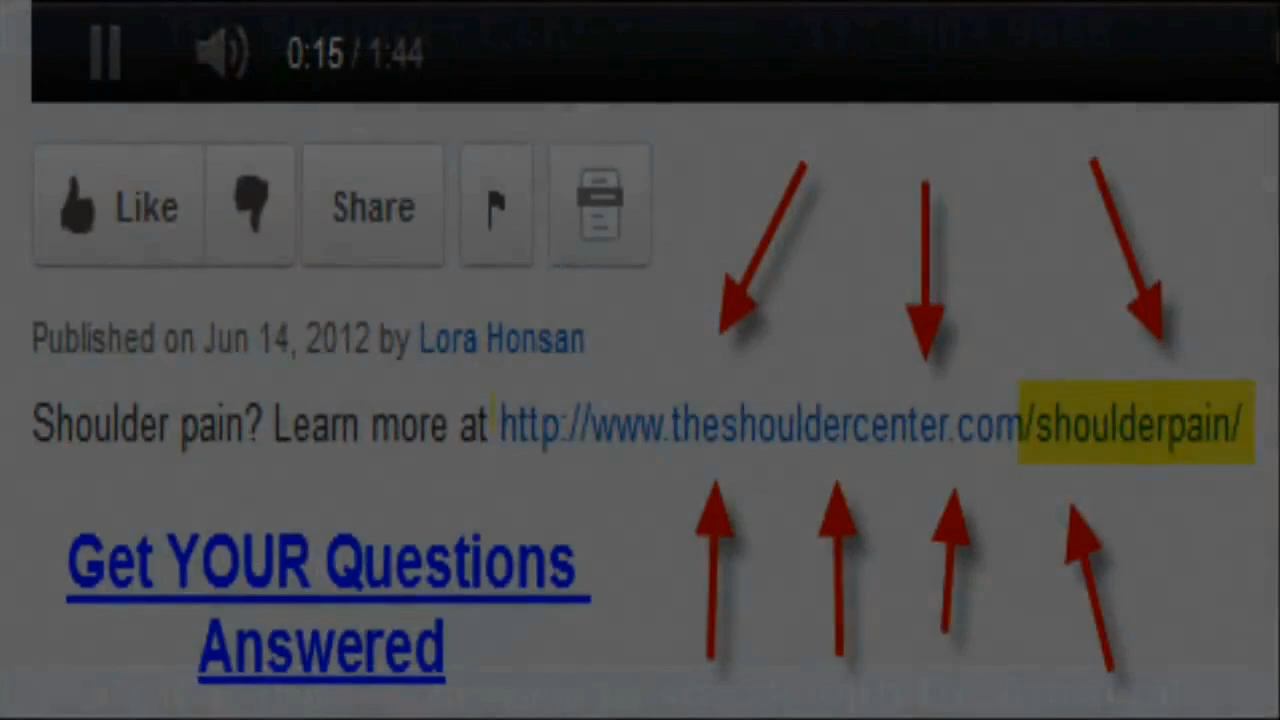 0:15 / 1:44
Like
Share
Published on Jun 14, 2012 by Lora Honsan
Shoulder pain? Learn more at http://www.theshouldercenter.com/shoulderpain/
Get YOUR Questions
Answered